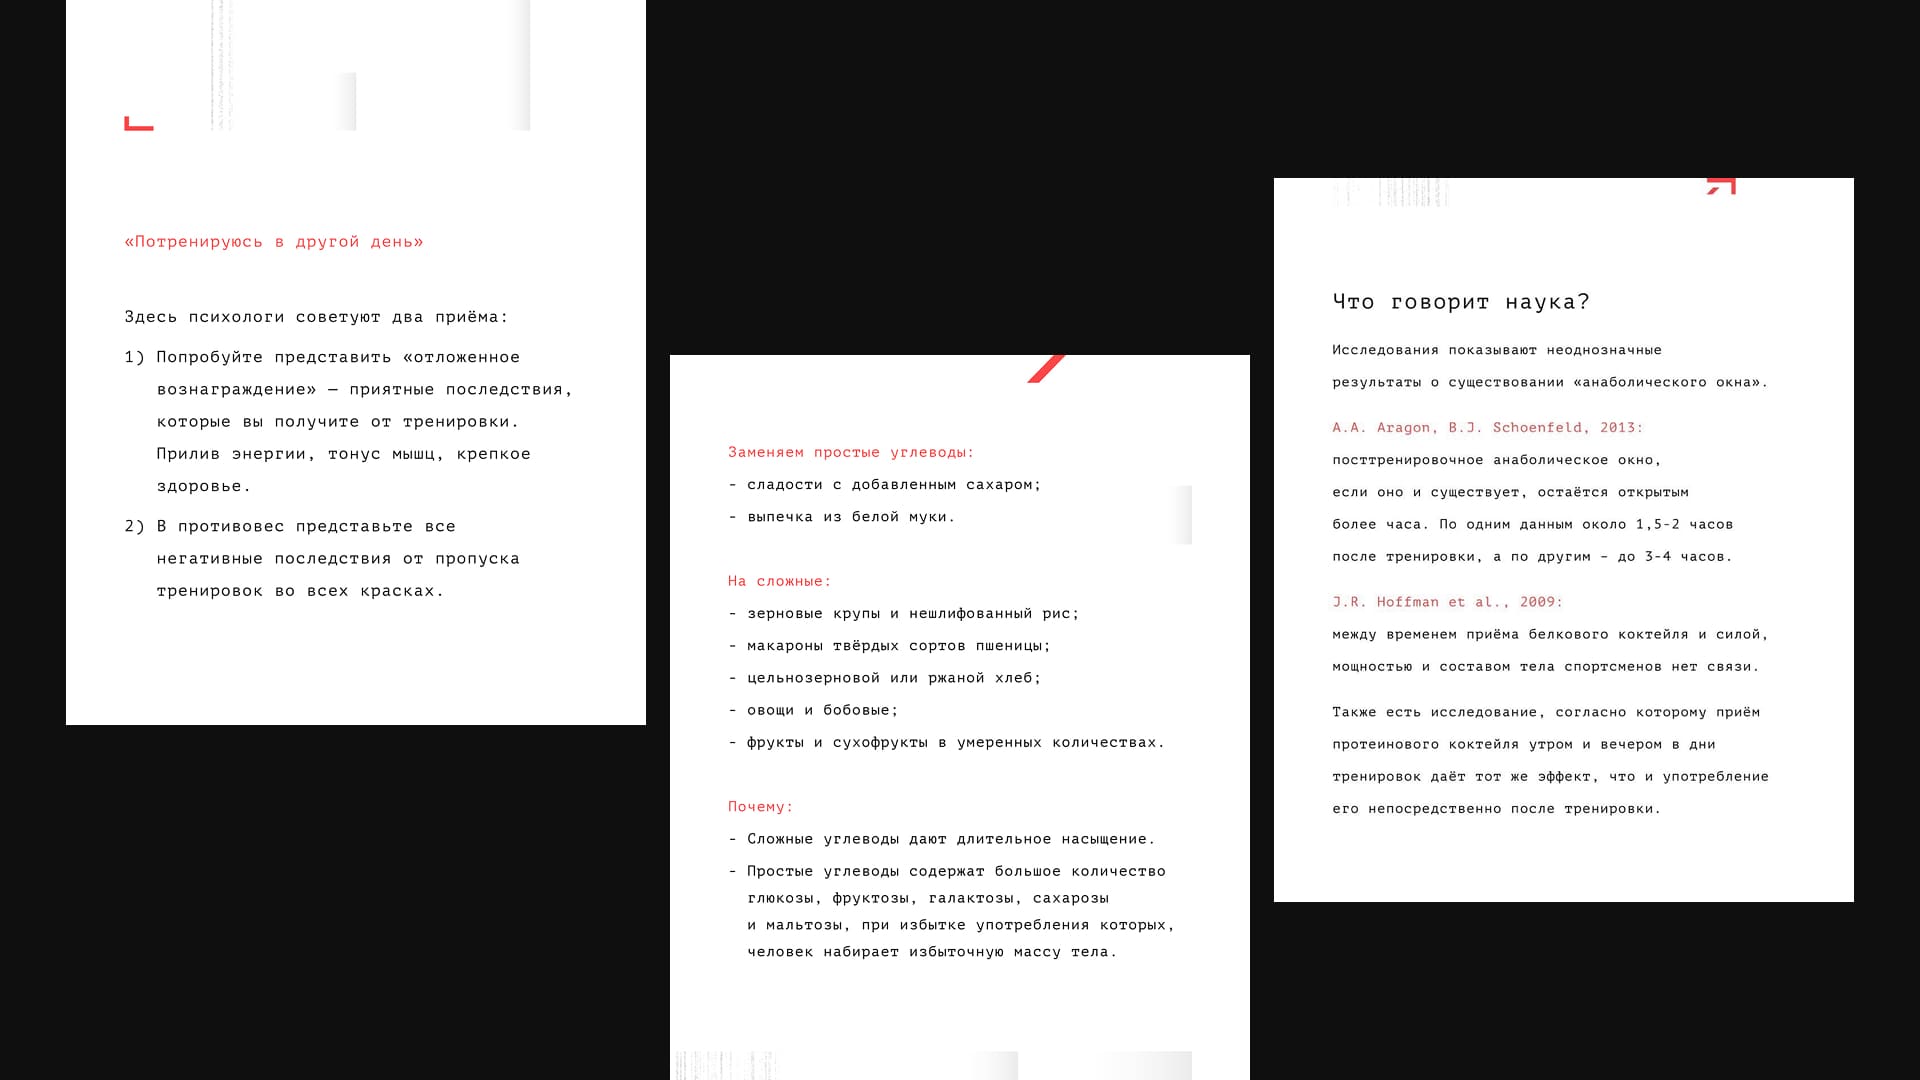 «Потренируюсь в другой день»
Здесь психологи советуют два приёма:
1) Попробуйте представить «отложенное
вознаграждение» — приятные последствия,
которые вы получите от тренировки.
Прилив энергии, тонус мышц, крепкое
здоровье.
2) В противовес представьте все
негативные последствия от пропуска
тренировок во всех красках.
Заменяем простые углеводы:
- сладости с добавленным сахаром;
- выпечка из белой муки.
На сложные:
- зерновые крупы и нешлифованный рис;
- макароны твёрдых сортов пшеницы;
- цельнозерновой или ржаной хлеб;
- овощи и бобовые;
- фрукты и сухофрукты в умеренных количествах.
Почему:
- Сложные углеводы дают длительное насыщение.
- Простые углеводы содержат большое количество
глюкозы, фруктозы, галактозы, сахарозы
и мальтозы, при избытке употребления которых,
человек набирает избыточную массу тела.
Что говорит наука?
Исследования показывают неоднозначные
результаты о существовании «анаболического окна».
A.A. Aragon, B.J. Schoenfeld, 2013:
посттренировочное анаболическое окно,
если оно и существует, остаётся открытым
более часа. По одним данным около 1,5-2 часов
после тренировки, а по другим – до 3-4 часов.
J.R. Hoffman et al., 2009:
между временем приёма белкового коктейля и силой,
мощностью и составом тела спортсменов нет связи.
Также есть исследование, согласно которому приём
протеинового коктейля утром и вечером в дни
тренировок даёт тот же эффект, что и употребление
его непосредственно после тренировки.